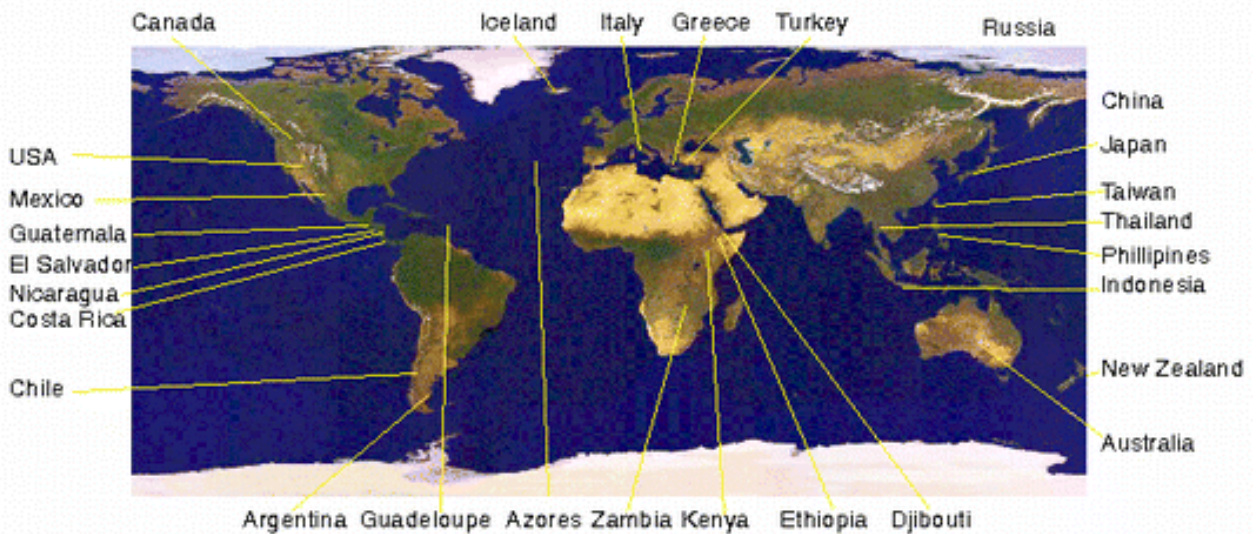 Canada
Iceland
Italy
Greece
Turkey
Russia
China
USA
Japan
Mexico
Taiwan
Guatemala
Thailand
El Salvador
Phillipines
Nicaragua
Indonesia
Costa Rica
New Zealand
Chile
Australia
Argentina
Guadeloupe
Azores
Zambia
Kenya
Ethiopia
Djibouti